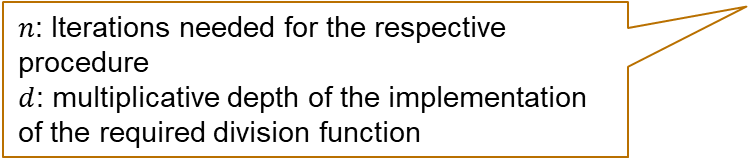 n: Iterations needed for the respective
procedure
d: multiplicative depth of the implementation
of the required division function